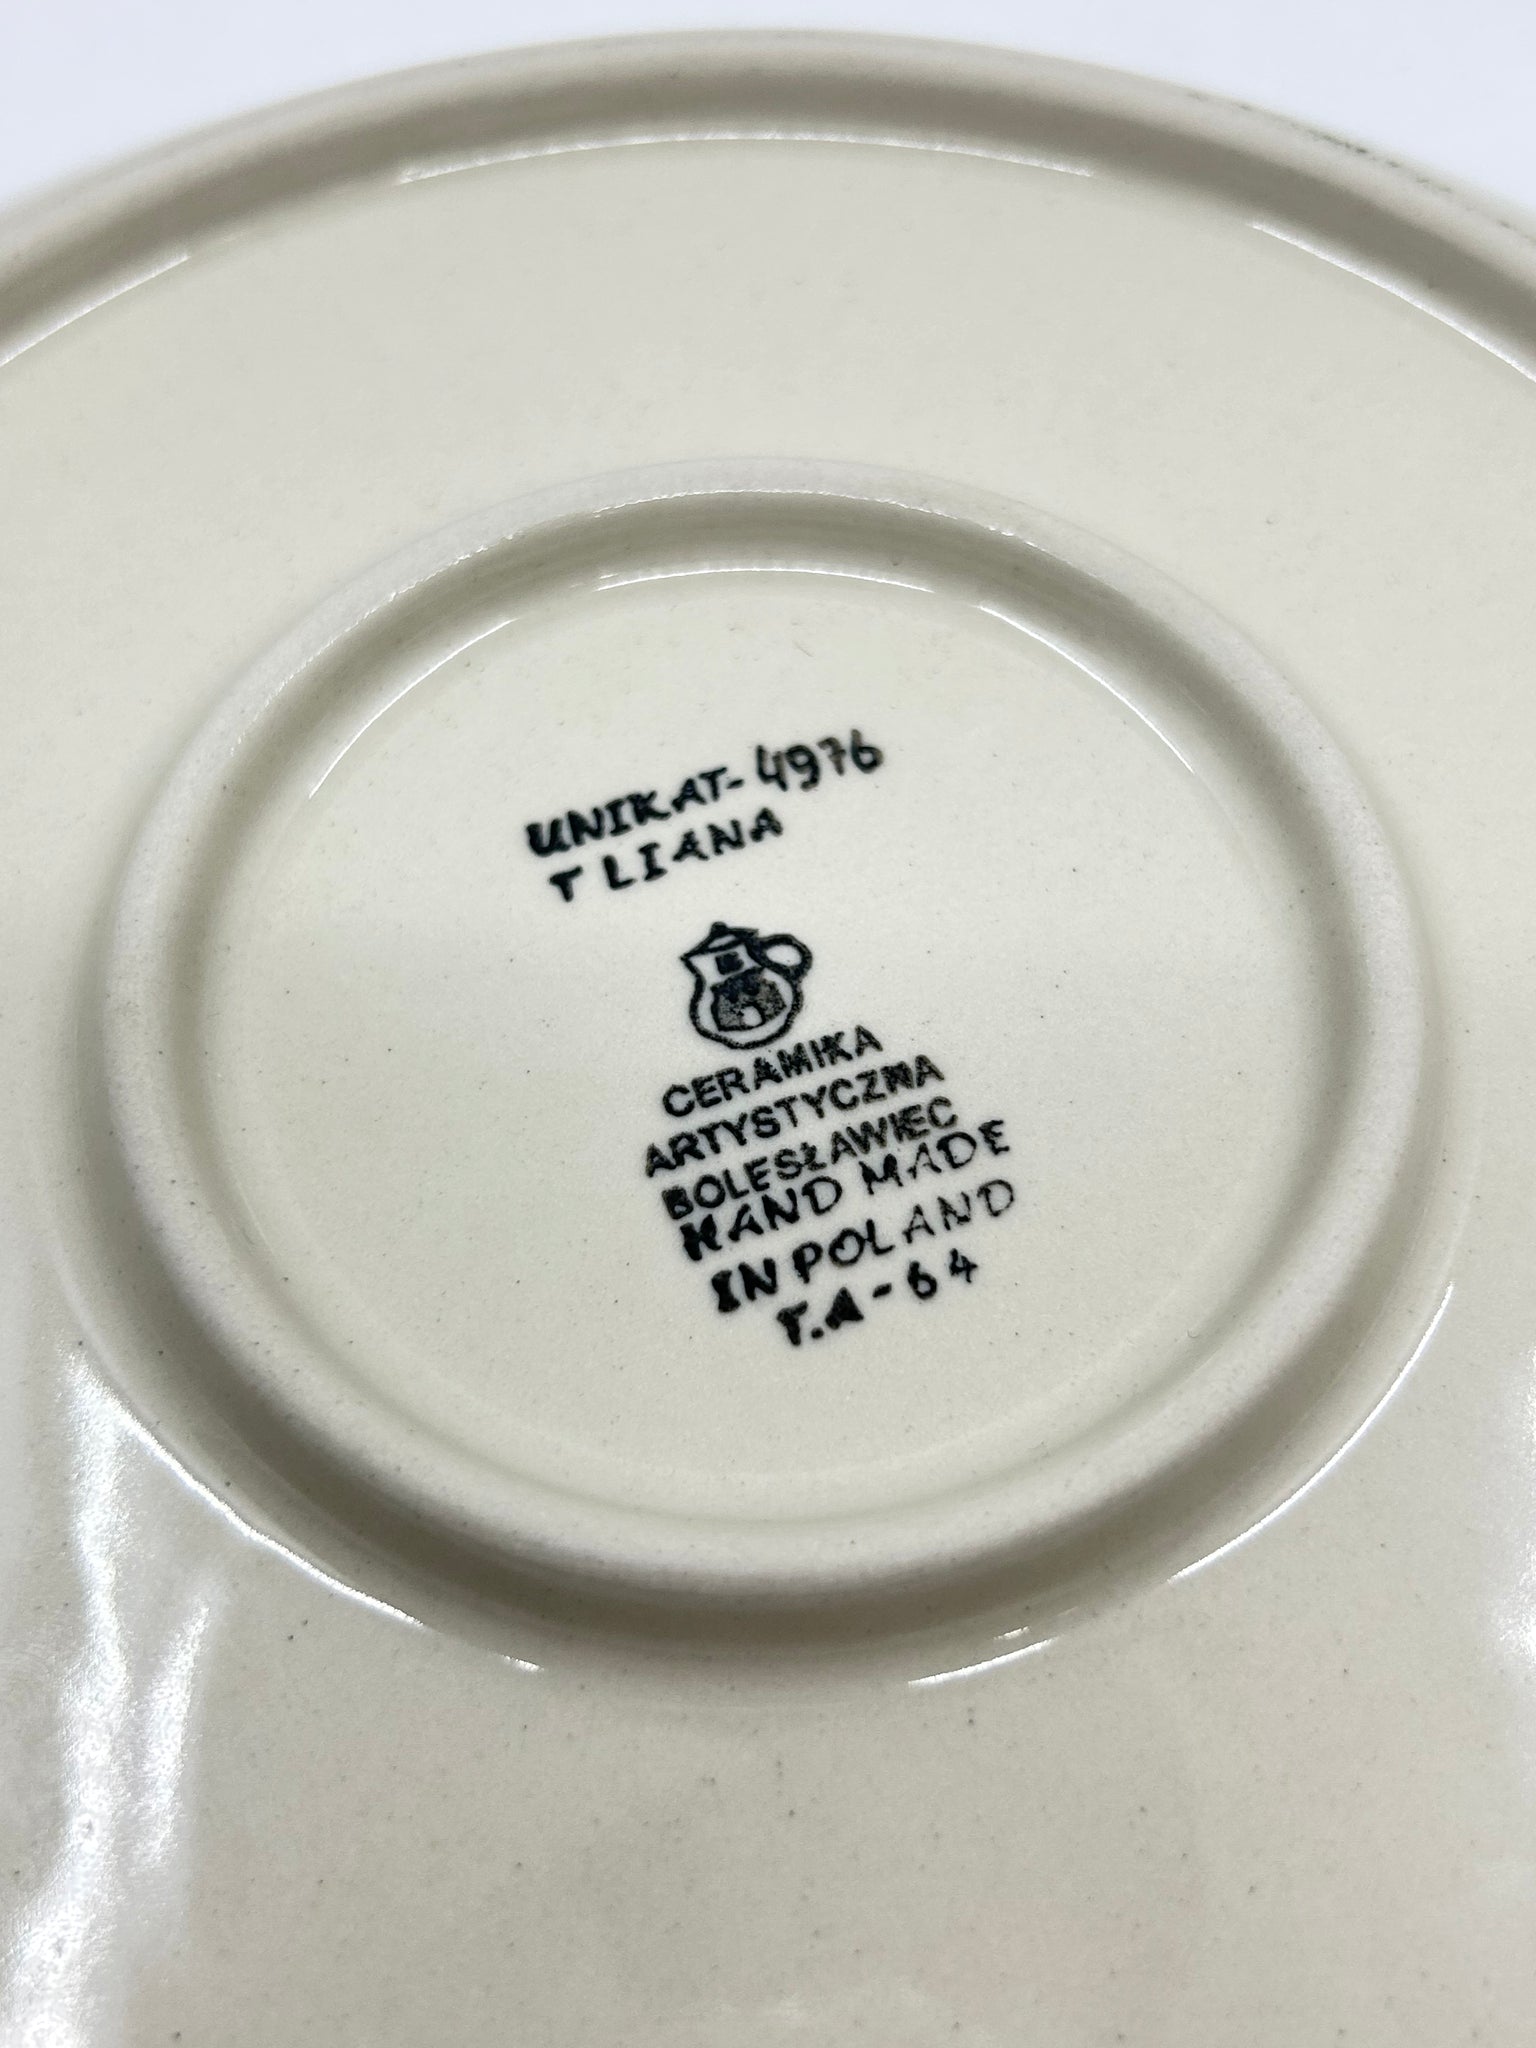 UNIKAT-4976
T LIANA
B
CERAMIKA
ARTYSTYCZNA
BOLESŁAWIEC
HAND MADE
IN POLAND
T.A-64